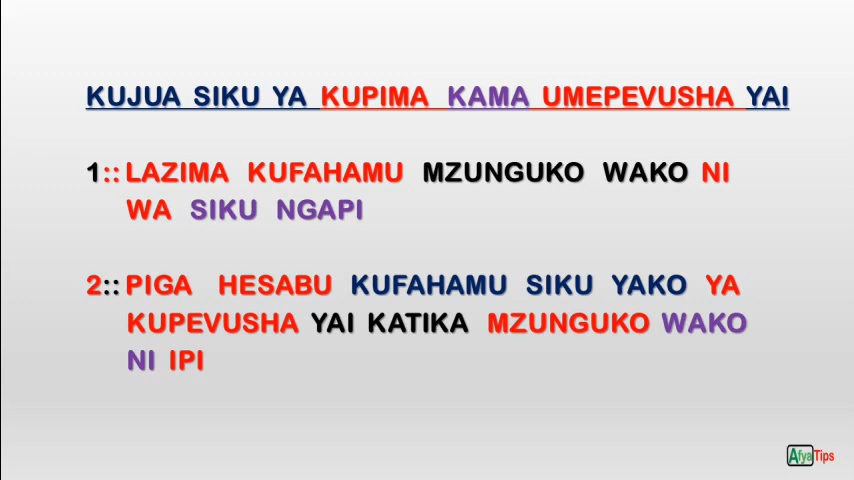 KUJUA SIKU YA KUPIMA KAMA UMEPEVUSHA YAI
1:: LAZIMA KUFAHAMU MZUNGUKO WAKO NI
WA SIKU NGAPI
2:: PIGA HESABU KUFAHAMU SIKU YAKO YA
KUPEVUSHA YAI KATIKA MZUNGUKO WAKO
NI IPI
AfyaTips